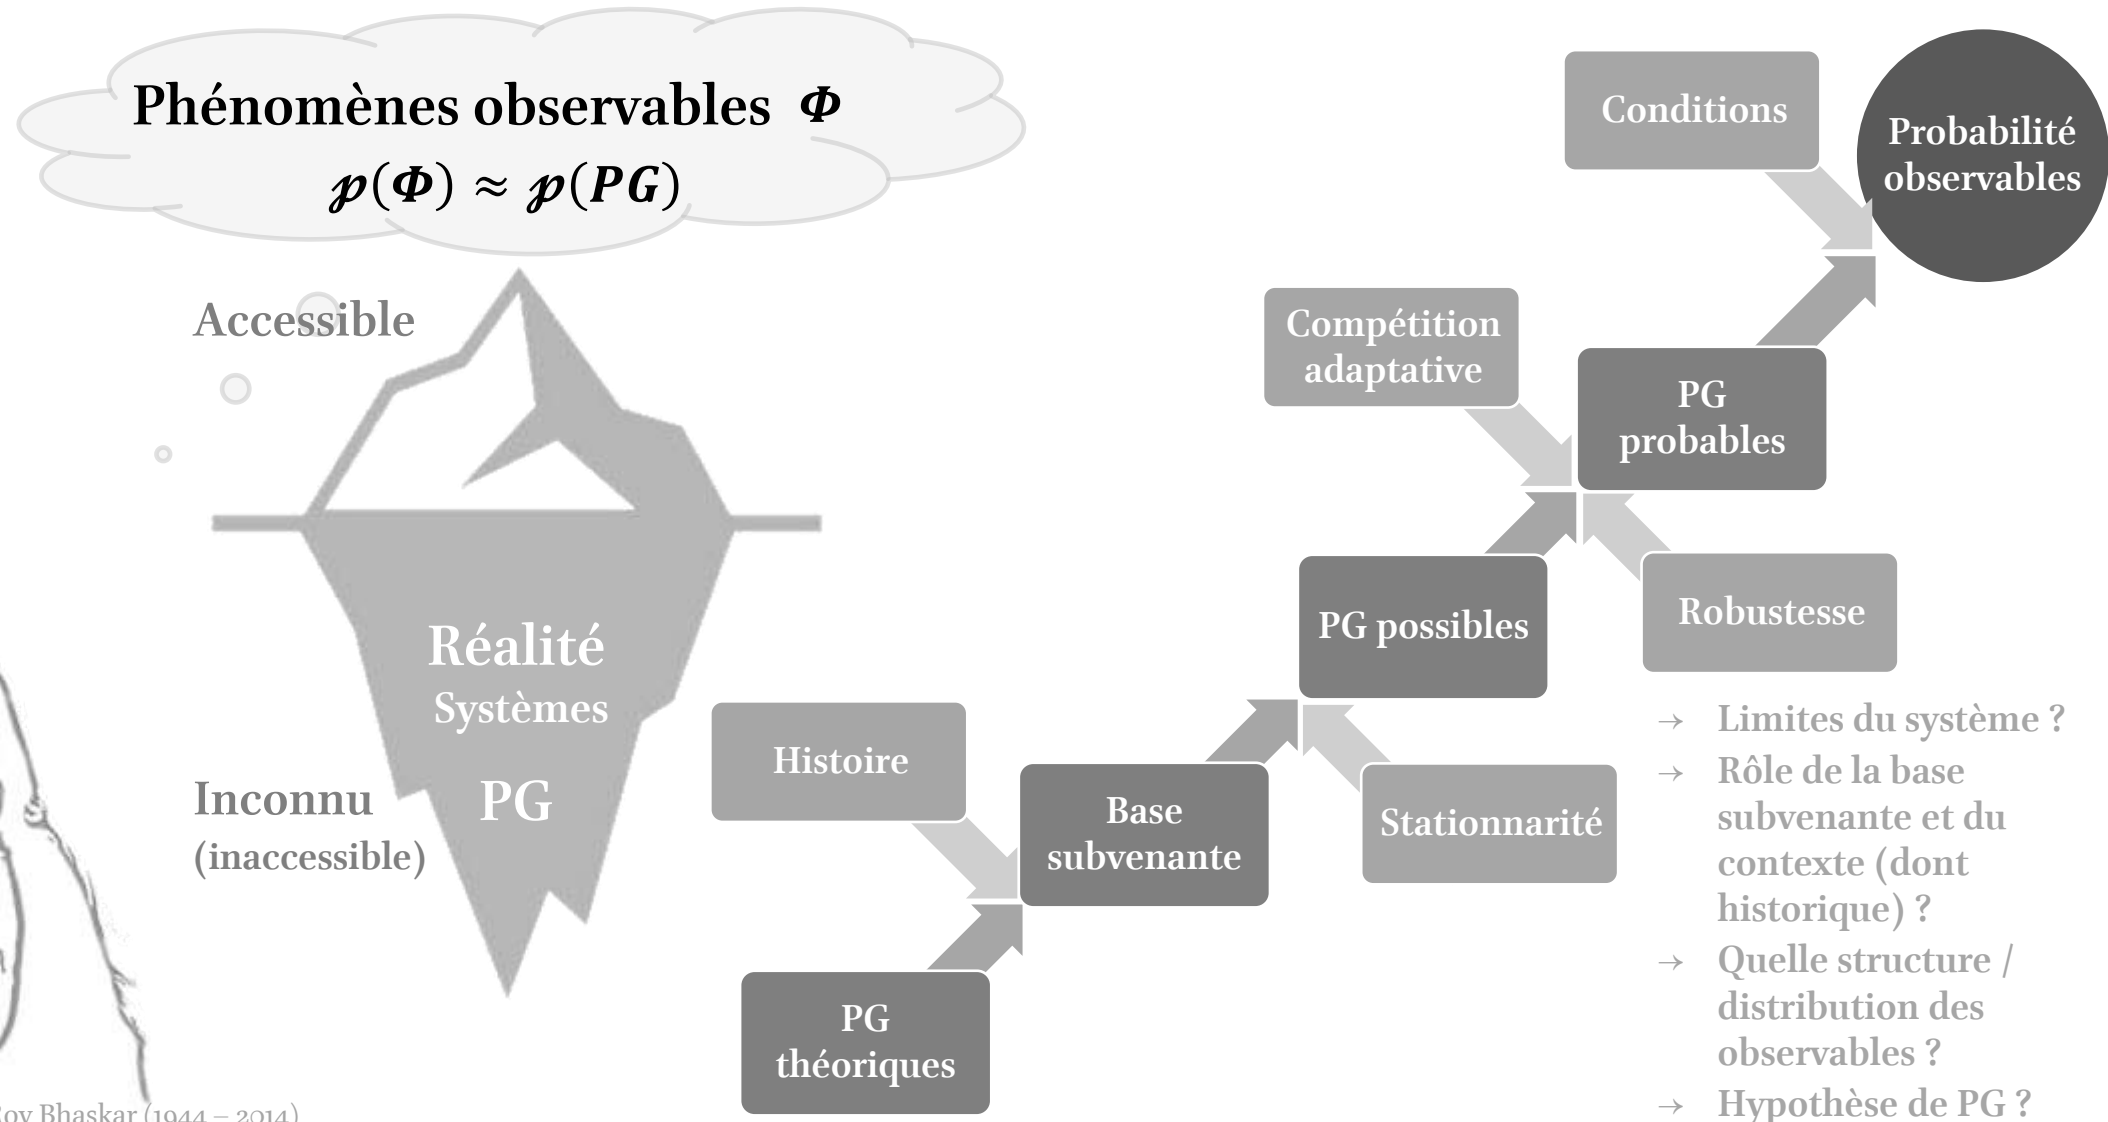 Phénomènes observables Φ
𝓅(Φ) ≈ 𝓅(PG)
Accessible
Réalité
Systèmes
PG
Inconnu
(inaccessible)
Roy Bhaskar (1944 – 2014)
Conditions
Probabilité
observables
Compétition
adaptative
PG
probables
PG possibles
Robustesse
Histoire
Base
subvenante
Stationnarité
PG
théoriques
→ Limites du système ?
→ Rôle de la base
subvenante et du
contexte (dont
historique) ?
→ Quelle structure /
distribution des
observables ?
→ Hypothèse de PG ?